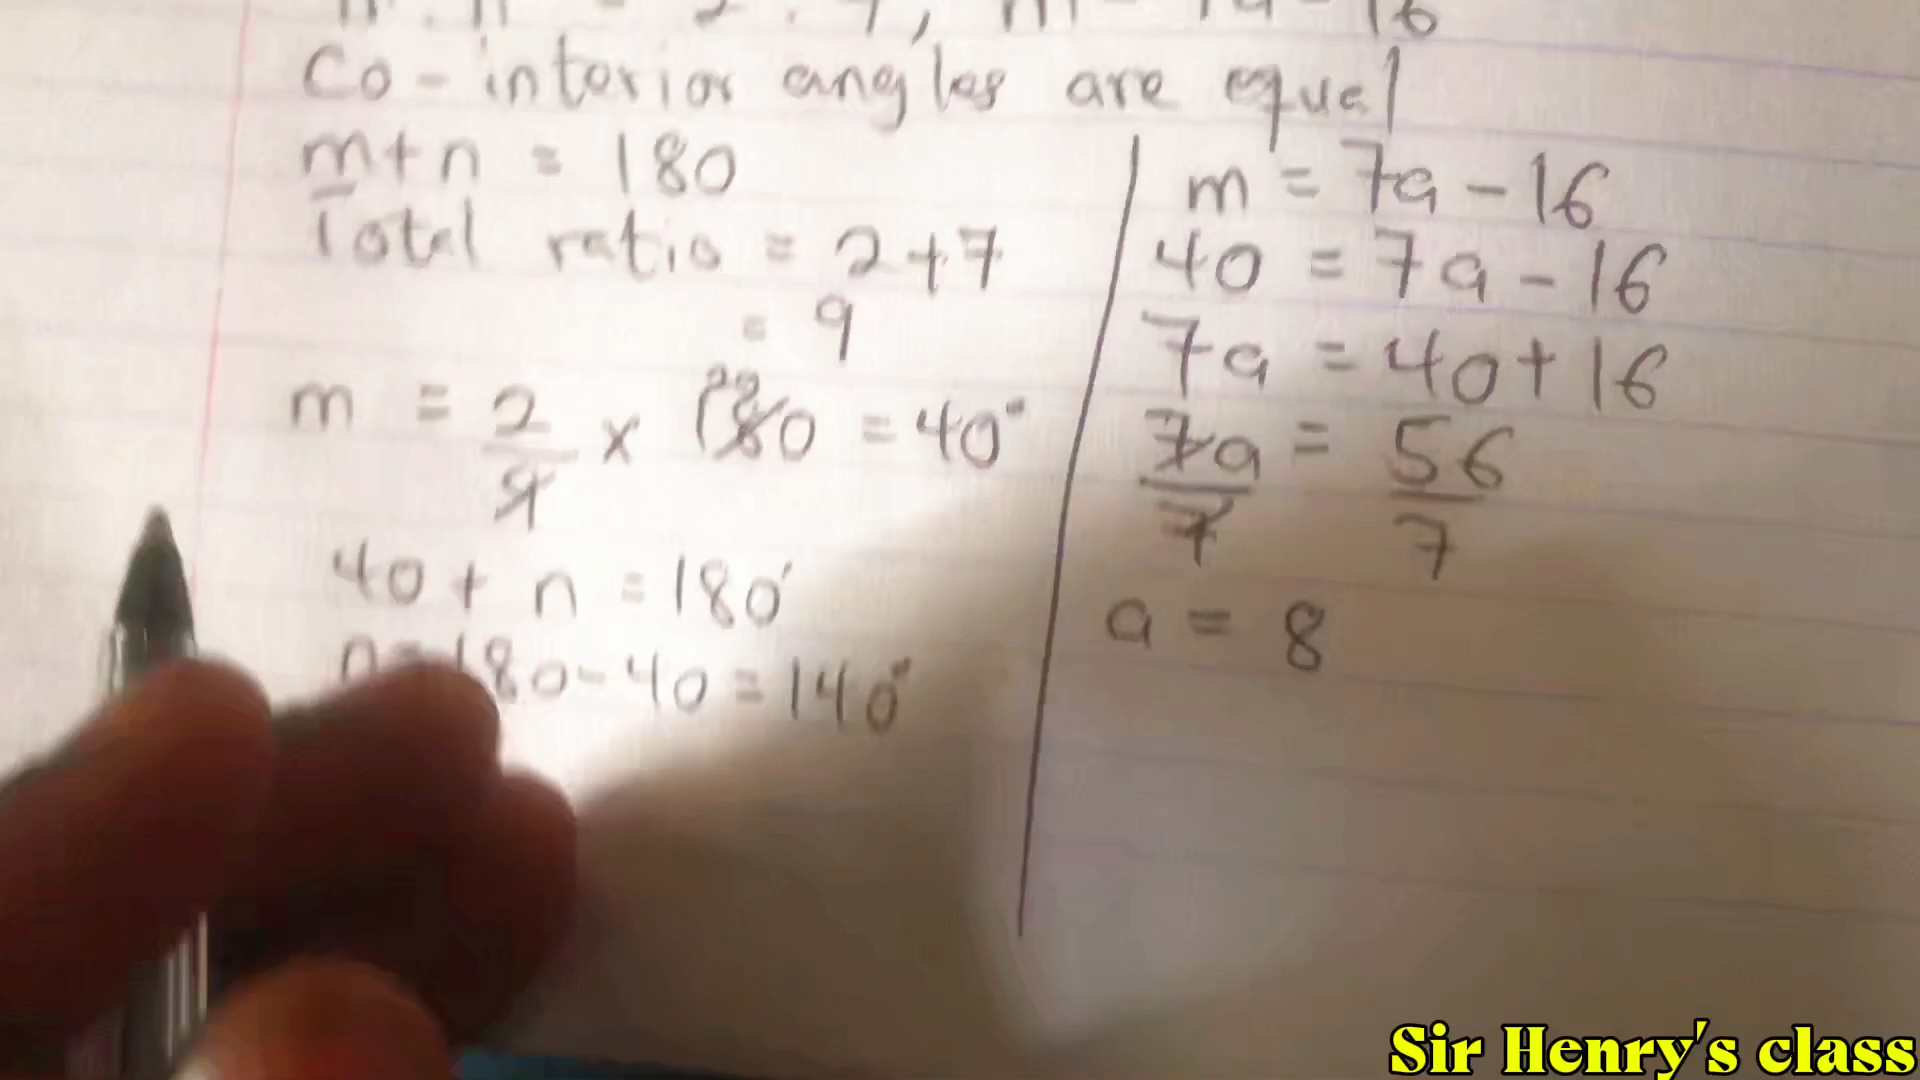 Co-interior angles are equal
m+n = 180
Total ratio = 2+7
= 9
m = 2/9 x 180 = 40°
20
40 + n = 180°
n = 180-40 = 140°
m = 7a - 16
40 = 7a - 16
7a = 40 + 16
7a/7 = 56/7
a = 8
Sir Henry's class